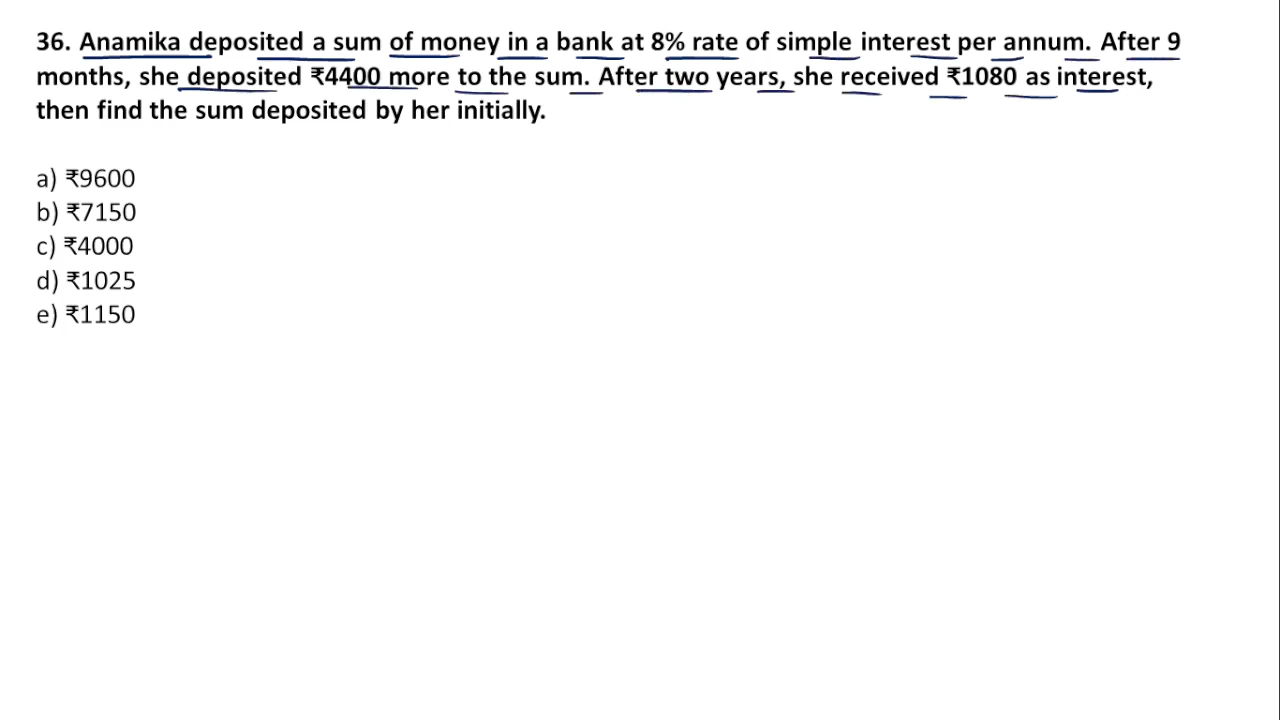 36. Anamika deposited a sum of money in a bank at 8% rate of simple interest per annum. After 9
months, she deposited ₹4400 more to the sum. After two years, she received ₹1080 as interest,
then find the sum deposited by her initially.
a) ₹9600
b) ₹7150
c) ₹4000
d) ₹1025
e) ₹1150